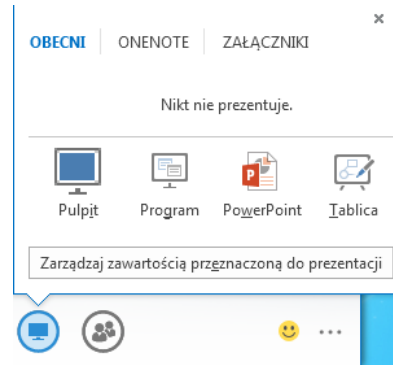 OBECNI ONENOTE ZAŁĄCZNIKI
Nikt nie prezentuje.
Pulpit Program PowerPoint Tablica
Zarządzaj zawartością przeznaczoną do prezentacji